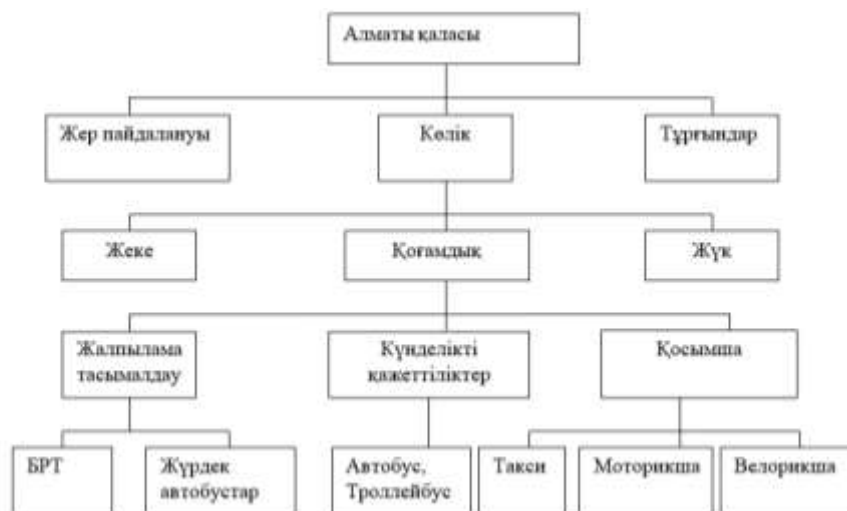 Алматы қаласы
Жер пайдалануы
Көлік
Тұрғындар
Жеке
Қоғамдық
Жүк
Жалпылама
тасымалдау
Күнделікті
қажеттіліктер
Қосымша
БРТ
Жүрдек
автобустар
Автобус,
Троллейбус
Такси
Моторикша
Велорикша